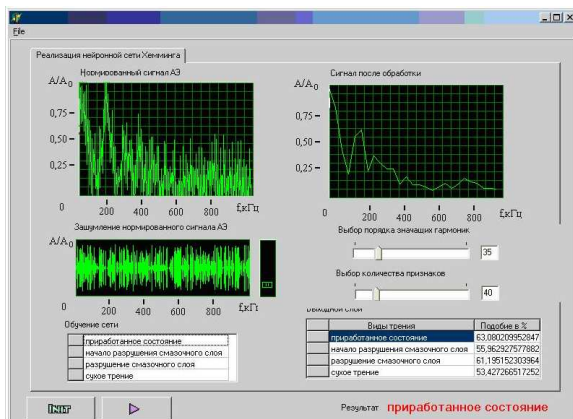 File
Реализация нейронной сети Хемминга
Нормированный сигнал АЭ
A/A0
0,75
0,50
0,25
0 200 400 600 800 f,кГц
Сигнал после обработки
A/A0
0,75
0,50
0,25
0 200 400 600 800 f,кГц
Зашумление нормированного сигнала АЭ
A/A0
0 200 400 600 800 f,кГц
Выбор порядка значащих гармоник
35
Выбор количества признаков
40
Обучение сети
приработанное состояние
начало разрушения смазочного слоя
разрушение смазочного слоя
сухое трение
Выходной слой
Виды трения Подобие в %
приработанное состояние 63,080209952847
начало разрушения смазочного слоя 55,962927577882
разрушение смазочного слоя 61,195152303964
сухое трение 53,427266517252
INIT
Результат приработанное состояние